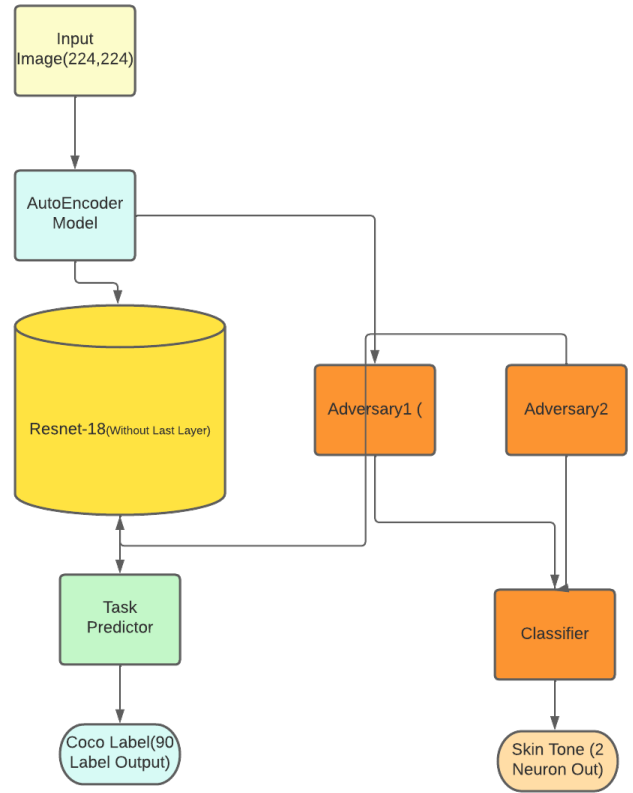 Input
Image(224,224)
AutoEncoder
Model
Resnet-18(Without Last Layer)
Adversary1 (
Adversary2
Task
Predictor
Classifier
Coco Label(90
Label Output)
Skin Tone (2
Neuron Out)